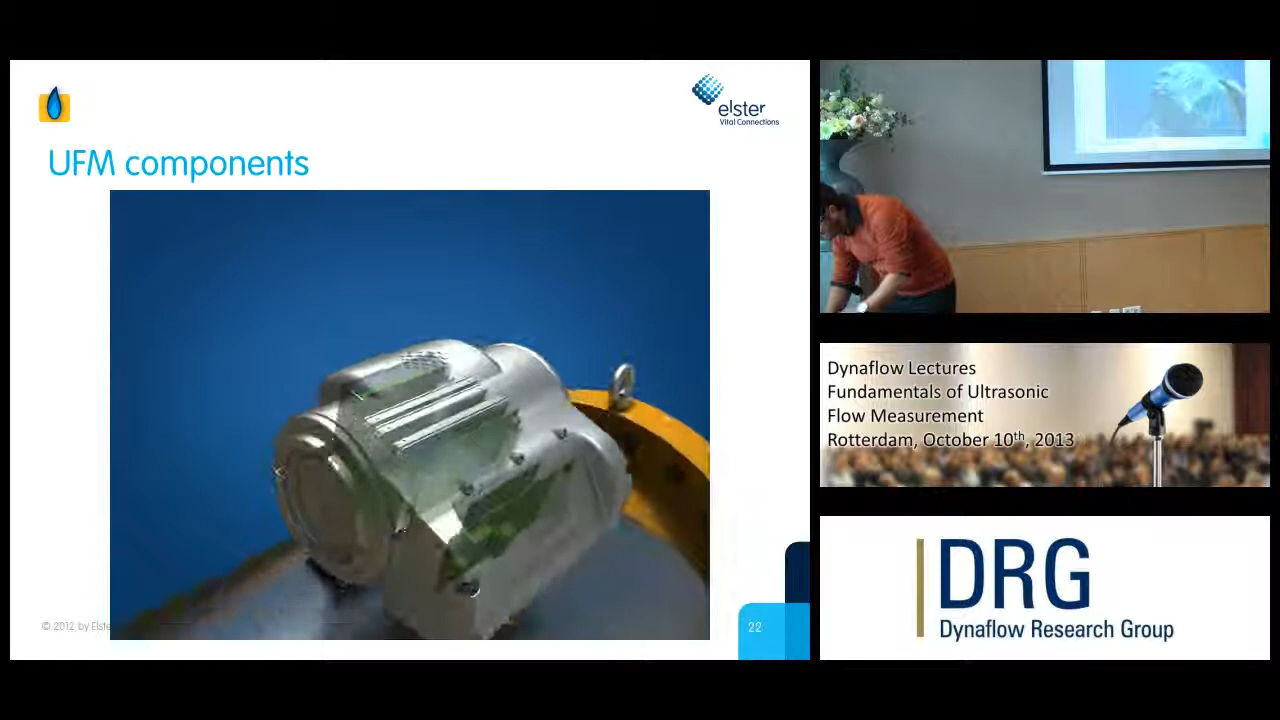 elster
Vital Connections
UFM components
© 2012 by Elste
22
Dynaflow Lectures
Fundamentals of Ultrasonic
Flow Measurement
Rotterdam, October 10th, 2013
DRG
Dynaflow Research Group